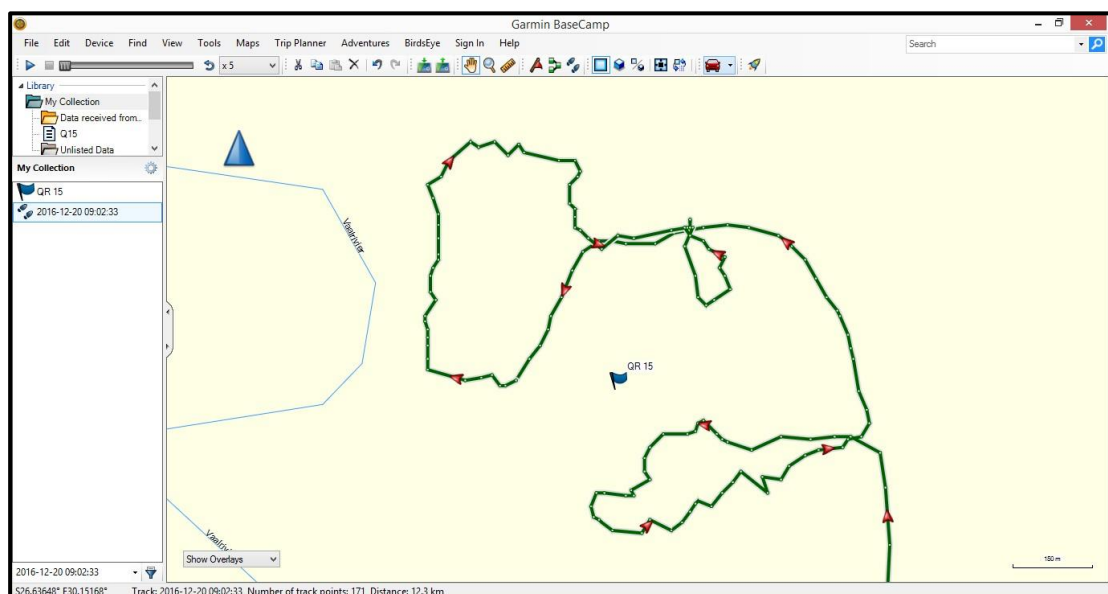 Garmin BaseCamp
File Edit Device Find View Tools Maps Trip Planner Adventures BirdsEye Sign In Help
Search
x 5
Library
My Collection
Data received from...
Q15
Unlisted Data
My Collection
QR 15
2016-12-20 09:02:33
Vaalrivier
QR 15
Show Overlays
150 m
2016-12-20 09:02:33
S26.63648° E30.15168° Track: 2016-12-20 09:02:33, Number of track points: 171, Distance: 12.3 km